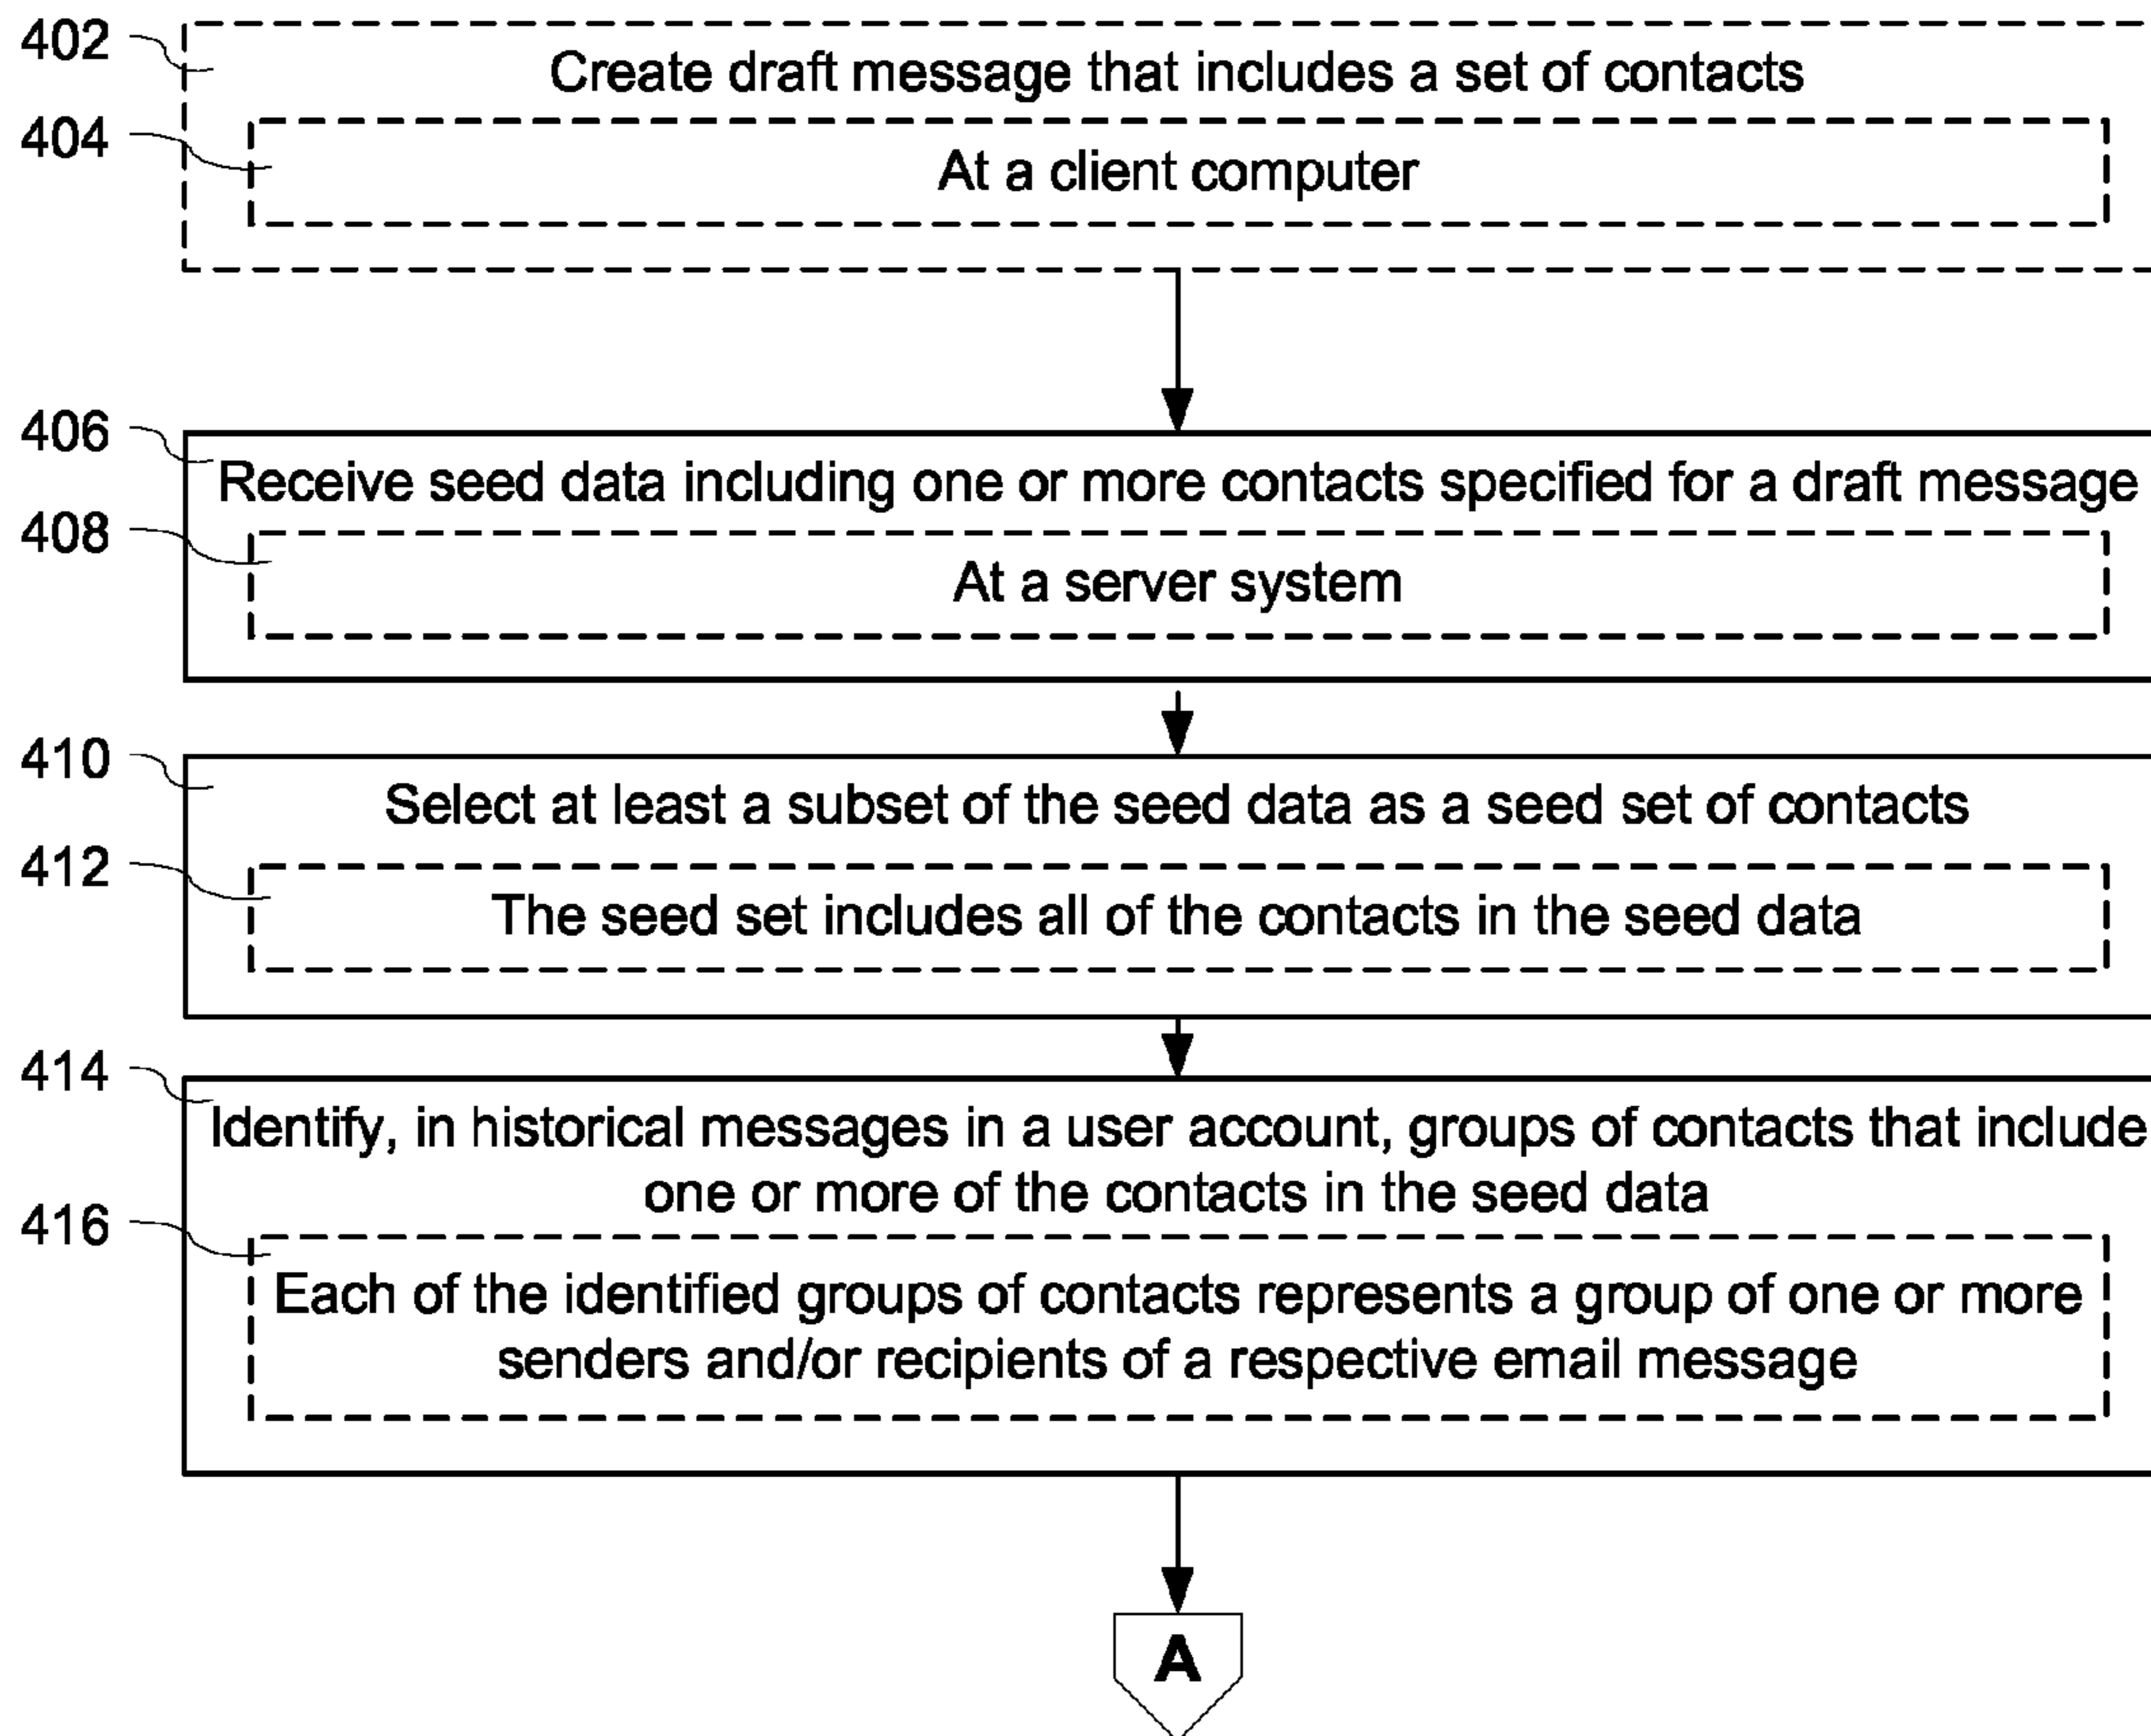 402
Create draft message that includes a set of contacts
404
At a client computer
406
Receive seed data including one or more contacts specified for a draft message
408
At a server system
410
Select at least a subset of the seed data as a seed set of contacts
412
The seed set includes all of the contacts in the seed data
414
Identify, in historical messages in a user account, groups of contacts that include
one or more of the contacts in the seed data
416
Each of the identified groups of contacts represents a group of one or more
senders and/or recipients of a respective email message
A